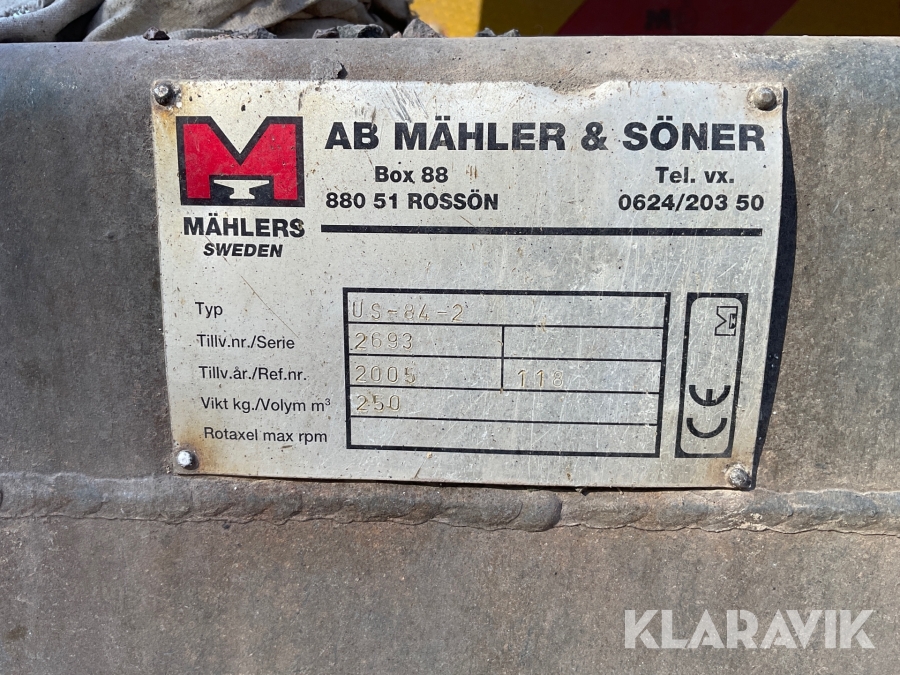 M
MÄHLERS
SWEDEN
AB MÄHLER & SÖNER
Box 88 Tel. vx.
880 51 ROSSÖN 0624/203 50
Typ US-84-2
Tillv.nr./Serie 2693
Tillv.år./Ref.nr. 2005 118
Vikt kg./Volym m³ 250
Rotaxel max rpm
M
CE
KLARAVIK